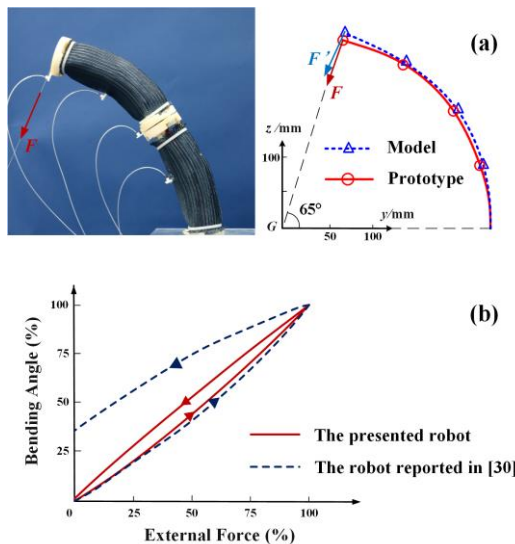 F
(a)
F'
F
z/mm
100
Model
Prototype
65°
G
50
100
y/mm
(b)
Bending Angle (%)
100
75
50
25
0
25
50
75
100
External Force (%)
The presented robot
The robot reported in [30]